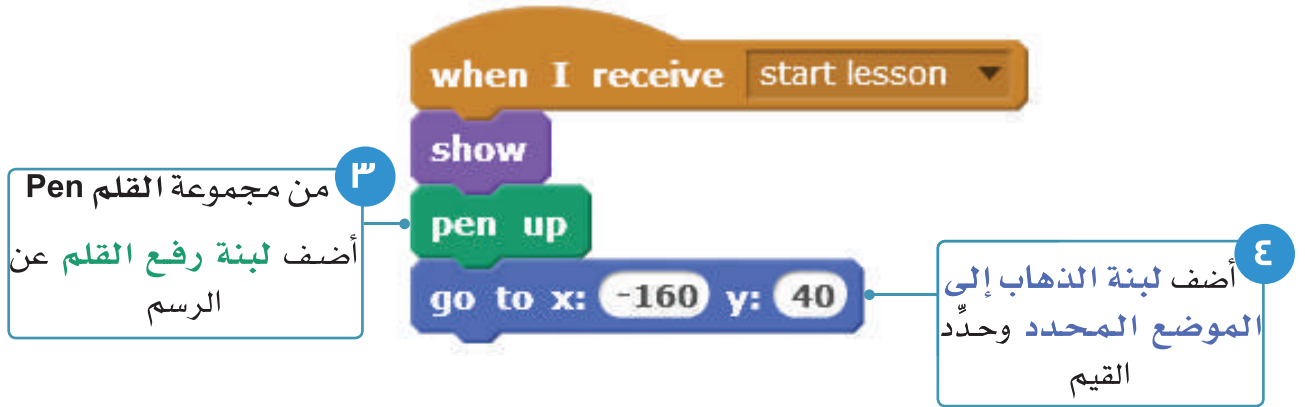 when I receive start lesson
show
pen up
go to x: -160 y: 40
٣
من مجموعة القلم Pen
أضف لبنة رفع القلم عن
الرسم
٤
أضف لبنة الذهاب إلى
الموضع المحدد وحدِّد
القيم